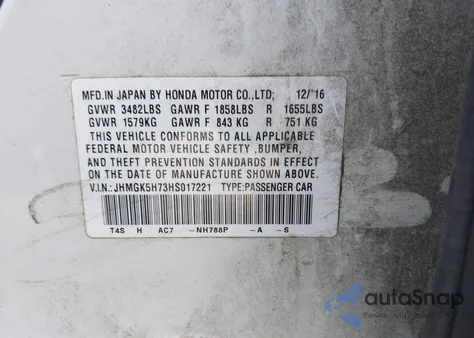 MFD.IN JAPAN BY HONDA MOTOR CO.,LTD; 12/'16
GVWR 3482LBS GAWR F 1858LBS R 1655LBS
GVWR 1579KG GAWR F 843 KG R 751 KG
THIS VEHICLE CONFORMS TO ALL APPLICABLE
FEDERAL MOTOR VEHICLE SAFETY ,BUMPER,
AND THEFT PREVENTION STANDARDS IN EFFECT
ON THE DATE OF MANUFACTURE SHOWN ABOVE.
V.I.N.: JHMGK5H73HS017221 TYPE:PASSENGER CAR
T4S H AC7 -NH788P -A -S
autoSnap